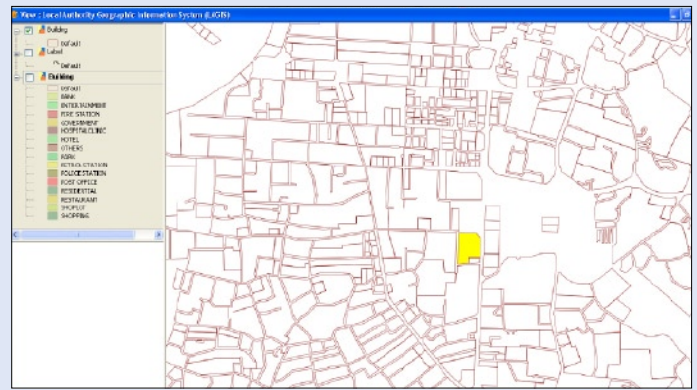 View : Local Authority Geographic Information System (LAGIS)
Building
Default
Label
Default
Building
Default
BANK
ENTERTAINMENT
FIRE STATION
GOVERNMENT
HOSPITAL/CLINIC
HOTEL
OTHERS
PARK
PETROL STATION
POLICE STATION
POST OFFICE
RESIDENTIAL
RESTAURANT
SHOPLOT
SHOPPING